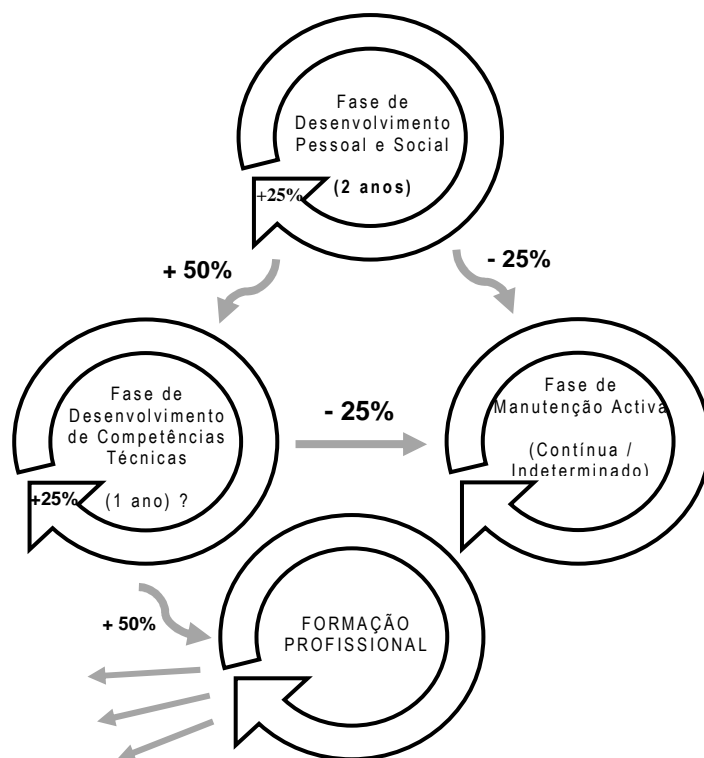 Fase de
Desenvolvimento
Pessoal e Social
(2 anos)
+25%
+ 50%
- 25%
Fase de
Desenvolvimento
de Competências
Técnicas
(1 ano) ?
+25%
- 25%
Fase de
Manutenção Activa
(Contínua /
Indeterminado)
+ 50%
FORMAÇÃO
PROFISSIONAL